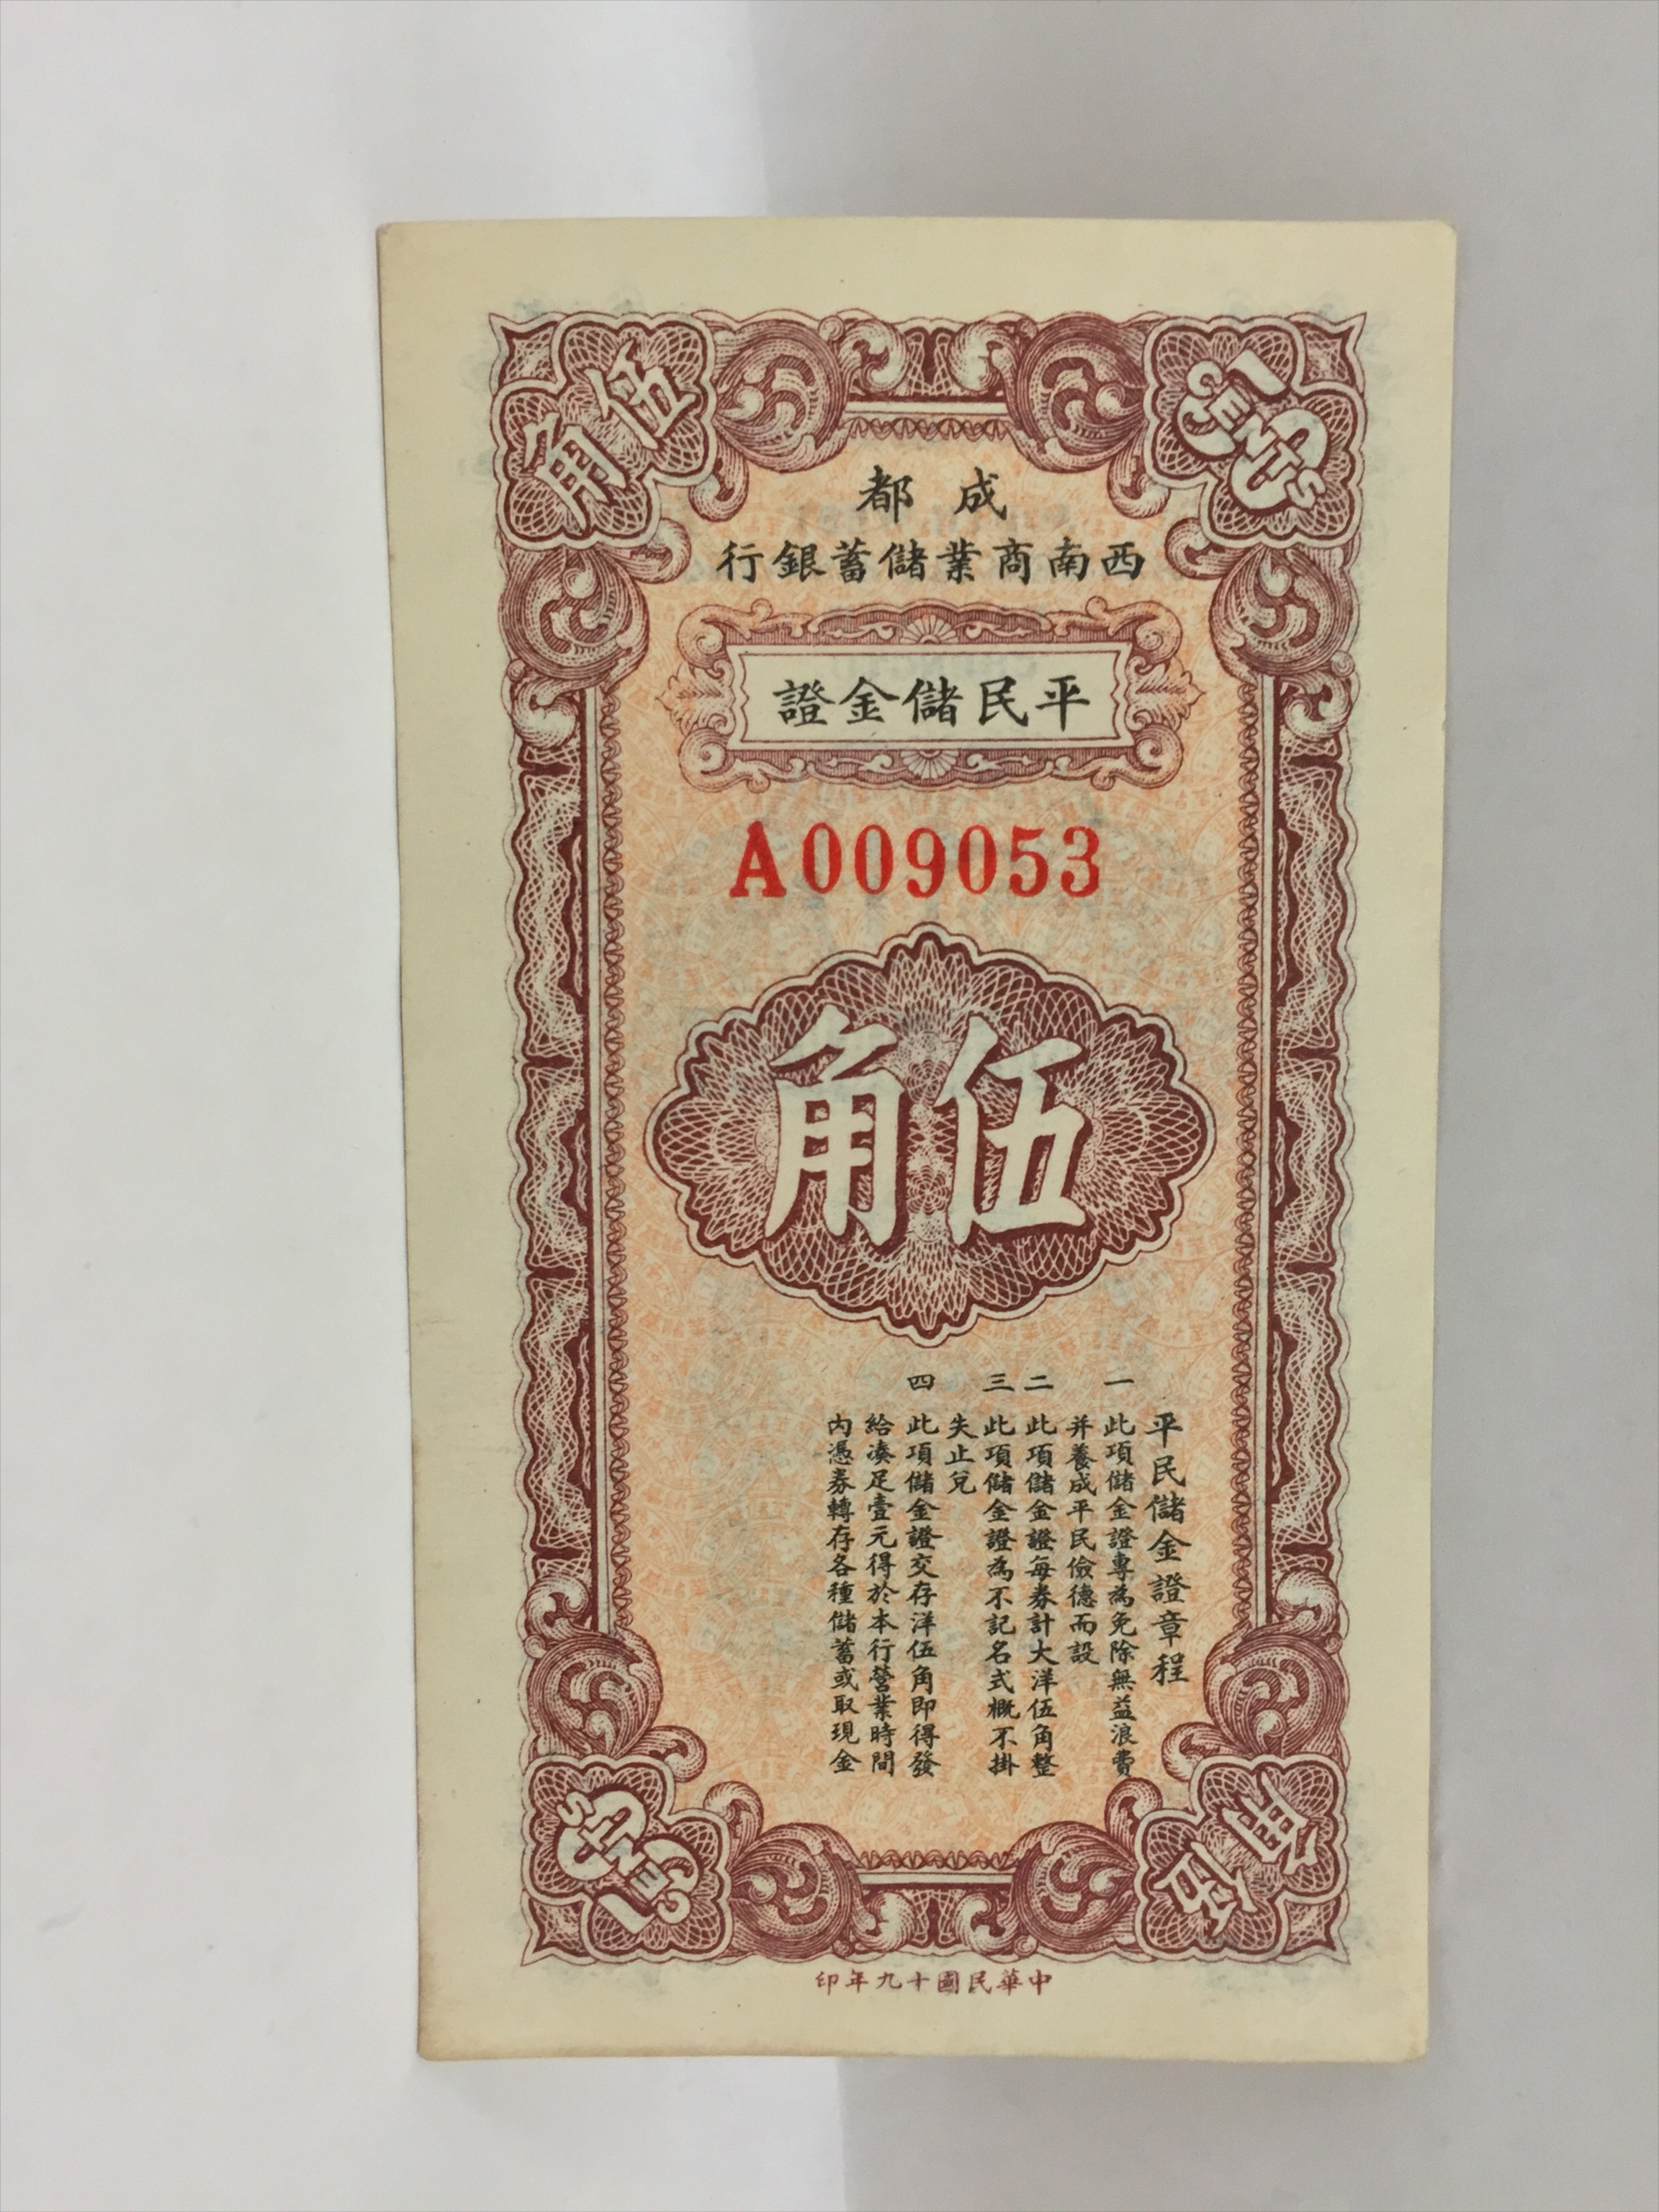 伍角
50 CENTS
成都
西南商業儲蓄銀行
平民儲金證
A009053
伍角
平民儲金證章程
一 此項儲金證專為免除無益浪費
并養成平民儉德而設
二 此項儲金證每券計大洋伍角整
三 此項儲金證為不記名式概不掛
失止兌
四 此項儲金證交存洋伍角即得發
給湊足壹元得於本行營業時間
內憑券轉存各種儲蓄或取現金
50 CENTS
伍角
中華民國十九年印